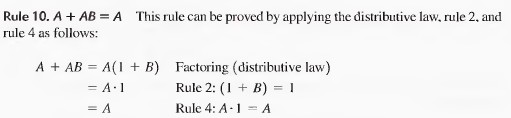 Rule 10. A + AB = A This rule can be proved by applying the distributive law, rule 2, and
rule 4 as follows:
A + AB = A(1 + B) Factoring (distributive law)
= A · 1 Rule 2: (1 + B) = 1
= A Rule 4: A · 1 = A